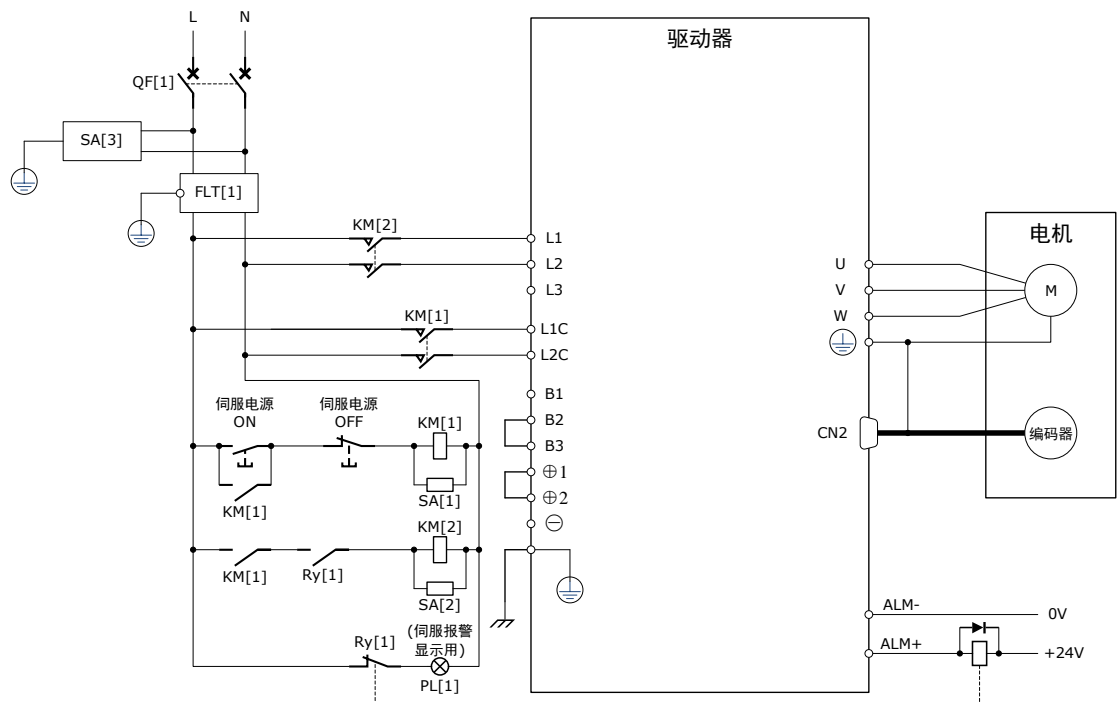 L N
驱动器
QF[1]
SA[3]
FLT[1]
KM[2]
L1
L2
L3
KM[1]
L1C
L2C
B1
B2
B3
⊕1
⊕2
⊖
伺服电源
ON
伺服电源
OFF
KM[1]
KM[1]
SA[1]
KM[2]
KM[1]
Ry[1]
SA[2]
Ry[1]
(伺服报警
显示用)
PL[1]
U
V
W
CN2
电机
M
编码器
ALM-
0V
ALM+
+24V